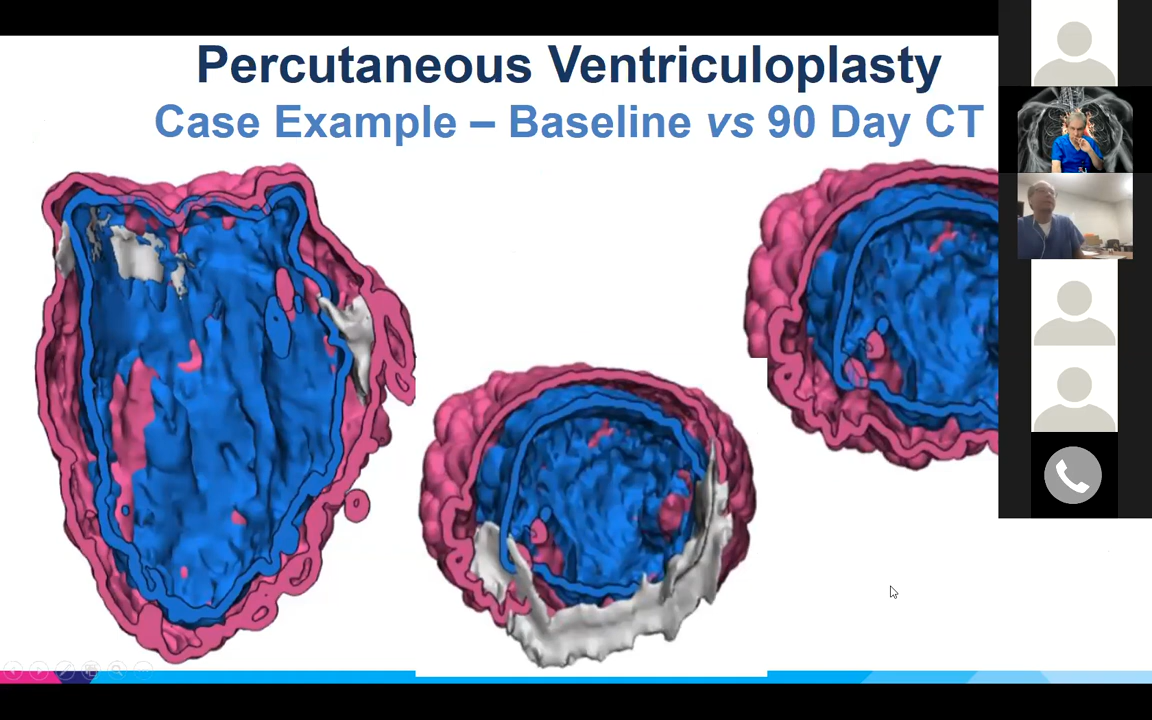 Percutaneous Ventriculoplasty
Case Example – Baseline vs 90 Day CT